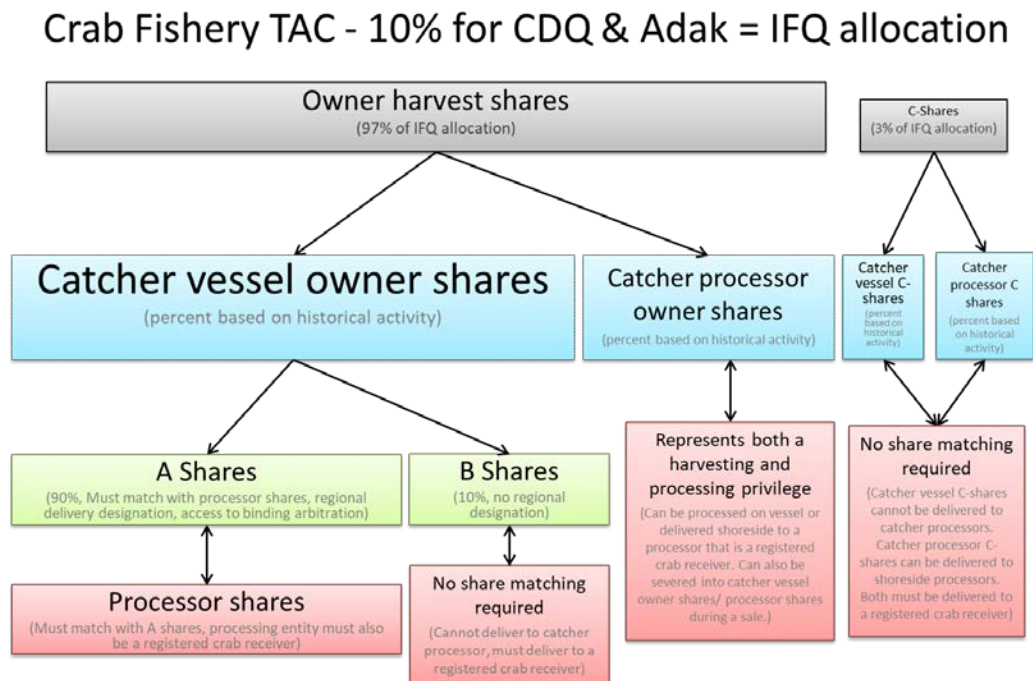 Crab Fishery TAC - 10% for CDQ & Adak = IFQ allocation
Owner harvest shares
(97% of IFQ allocation)
C-Shares
(3% of IFQ allocation)
Catcher vessel owner shares
(percent based on historical activity)
Catcher processor
owner shares
(percent based on historical activity)
Catcher
vessel C-
shares
(percent
based on
historical
activity)
Catcher
processor C
shares
(percent based
on historical
activity)
A Shares
(90%, Must match with processor shares, regional
delivery designation, access to binding arbitration)
B Shares
(10%, no regional
designation)
Represents both a
harvesting and
processing privilege
(Can be processed on vessel or
delivered shoreside to a
processor that is a registered
crab receiver. Can also be
severed into catcher vessel
owner shares/ processor shares
during a sale.)
No share matching
required
(Catcher vessel C-shares
cannot be delivered to
catcher processors.
Catcher processor C-
shares can be delivered to
shoreside processors.
Both must be delivered to
a registered crab receiver)
Processor shares
(Must match with A shares, processing entity must also
be a registered crab receiver)
No share matching
required
(Cannot deliver to catcher
processor, must deliver to a
registered crab receiver)